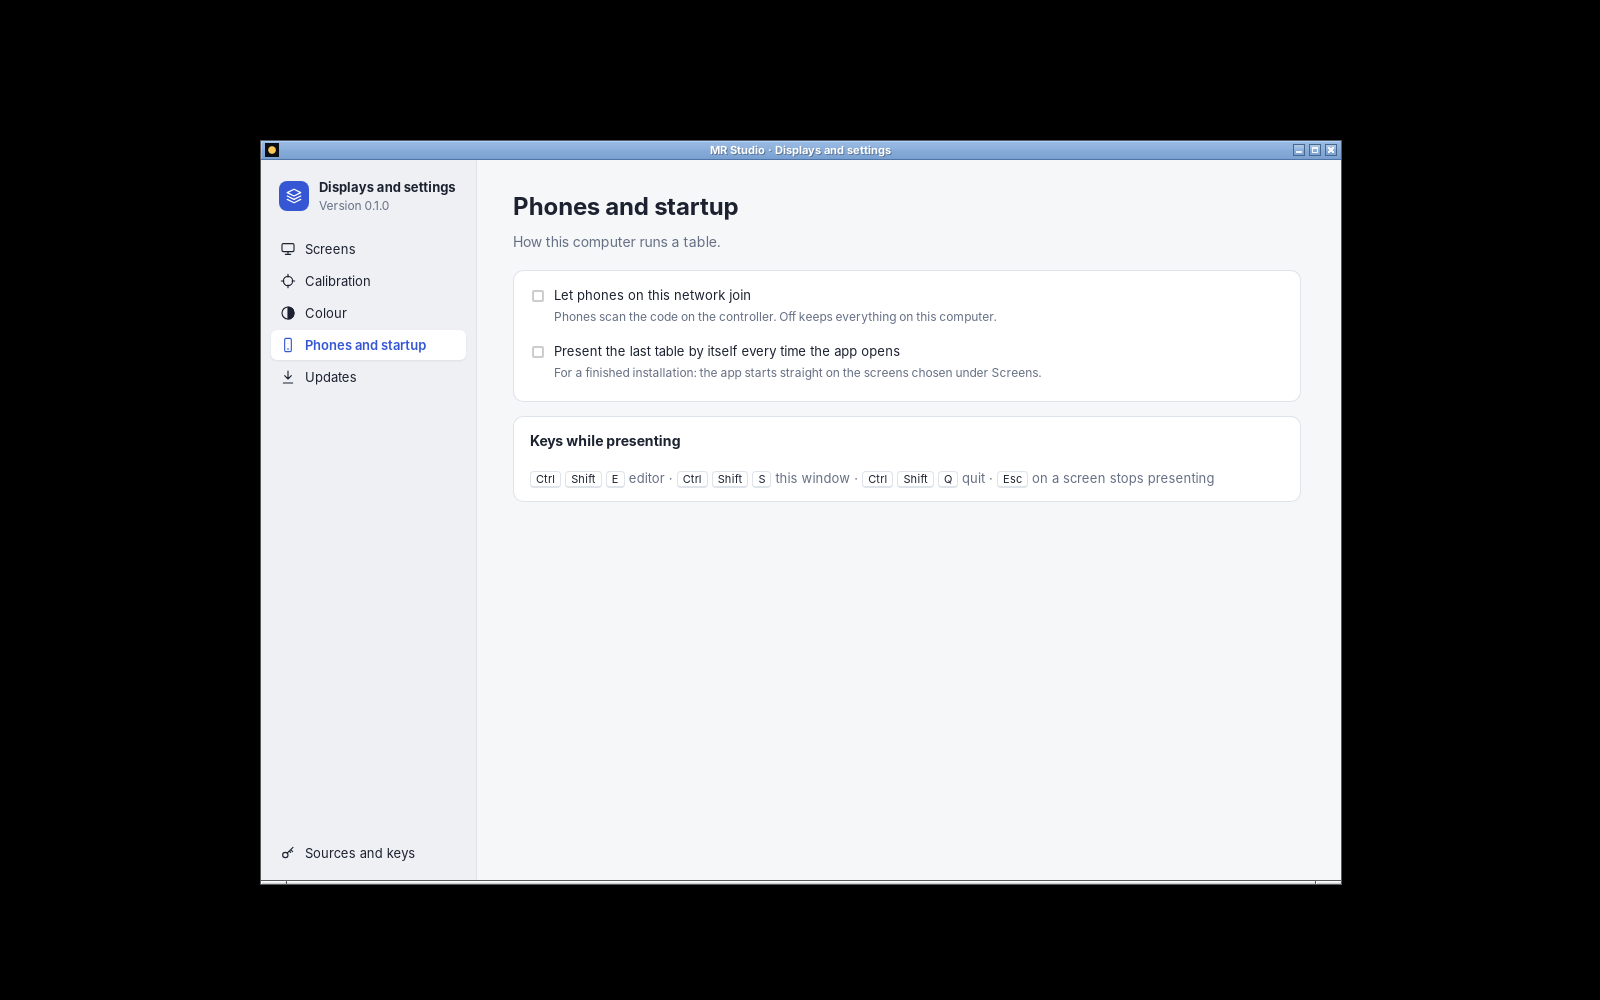 MR Studio · Displays and settings
Displays and settings
Version 0.1.0
Screens
Calibration
Colour
Phones and startup
Updates
Sources and keys
Phones and startup
How this computer runs a table.
Let phones on this network join
Phones scan the code on the controller. Off keeps everything on this computer.
Present the last table by itself every time the app opens
For a finished installation: the app starts straight on the screens chosen under Screens.
Keys while presenting
Ctrl Shift E editor · Ctrl Shift S this window · Ctrl Shift Q quit · Esc on a screen stops presenting